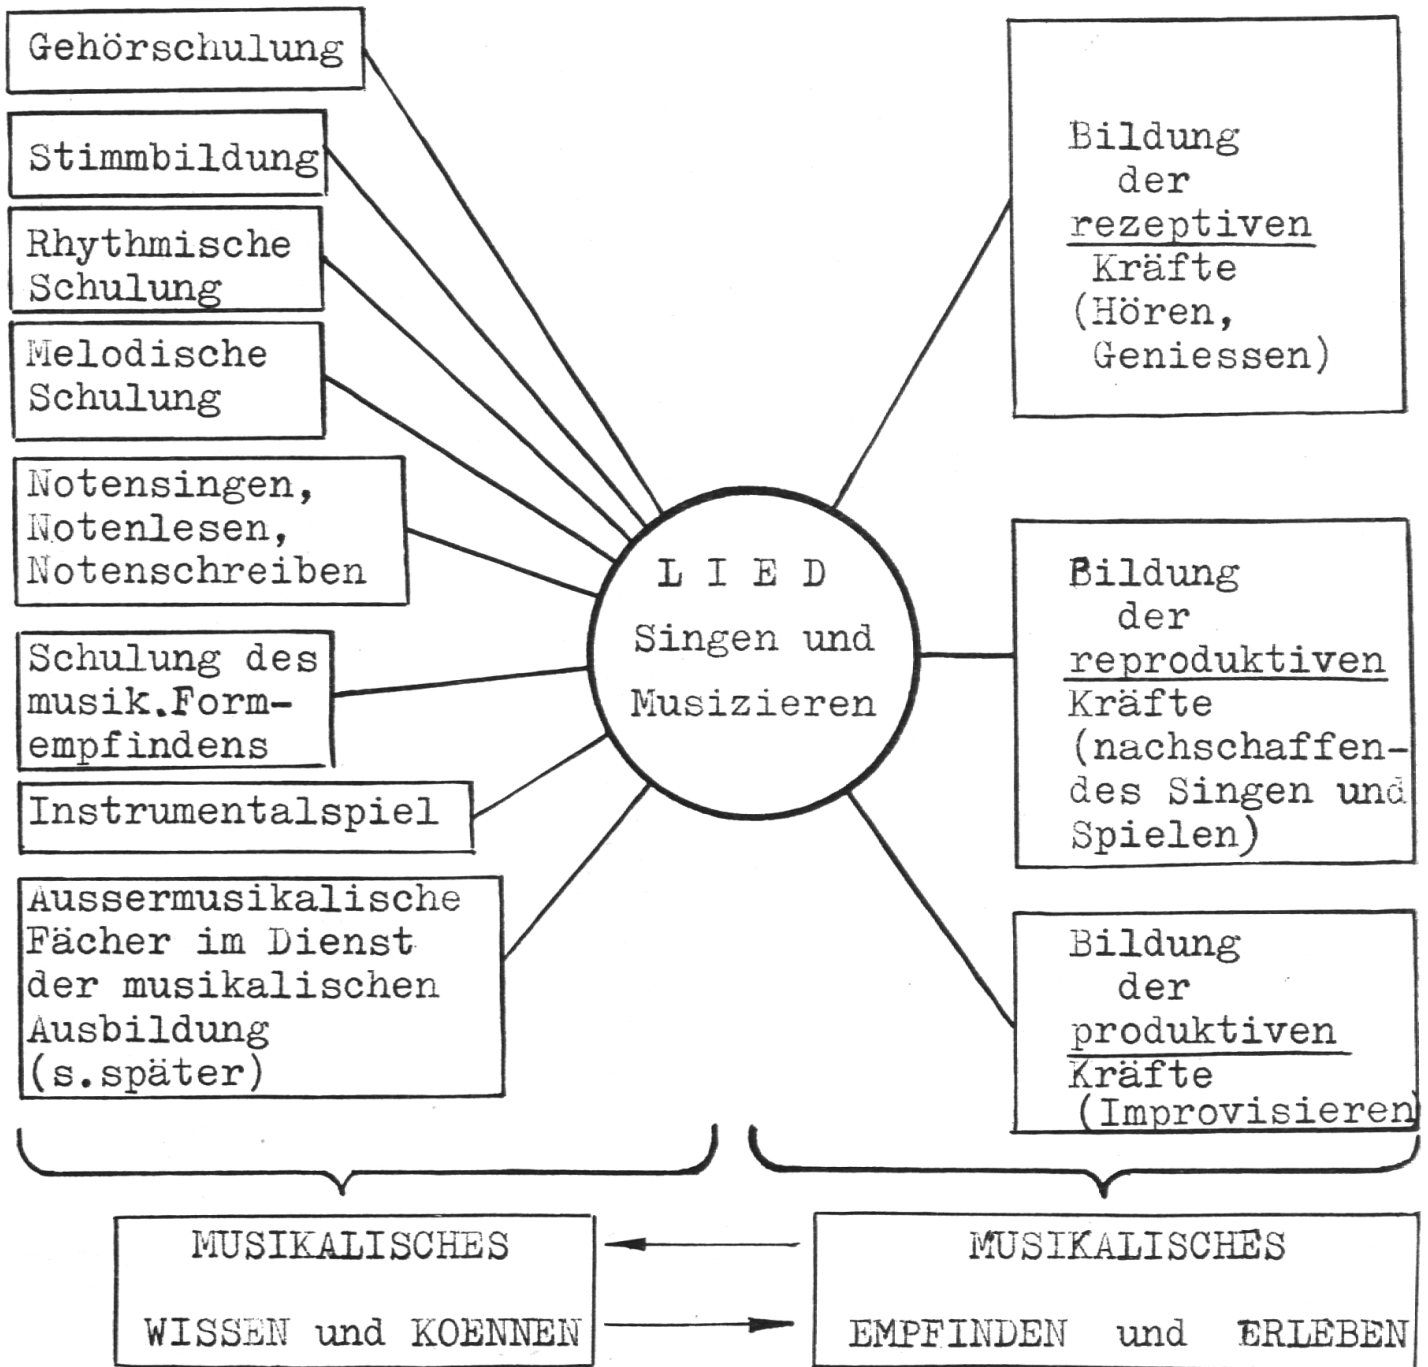 Gehörschulung
Stimmbildung
Rhythmische
Schulung
Melodische
Schulung
Notensingen,
Notenlesen,
Notenschreiben
Schulung des
musik.Form-
empfindens
Instrumentalspiel
Aussermusikalische
Fächer im Dienst
der musikalischen
Ausbildung
(s.später)
L I E D
Singen und
Musizieren
Bildung
der
rezeptiven
Kräfte
(Hören,
Geniessen)
Bildung
der
reproduktiven
Kräfte
(nachschaffen-
des Singen und
Spielen)
Bildung
der
produktiven
Kräfte
(Improvisieren)
MUSIKALISCHES
WISSEN und KOENNEN
MUSIKALISCHES
EMPFINDEN und ERLEBEN